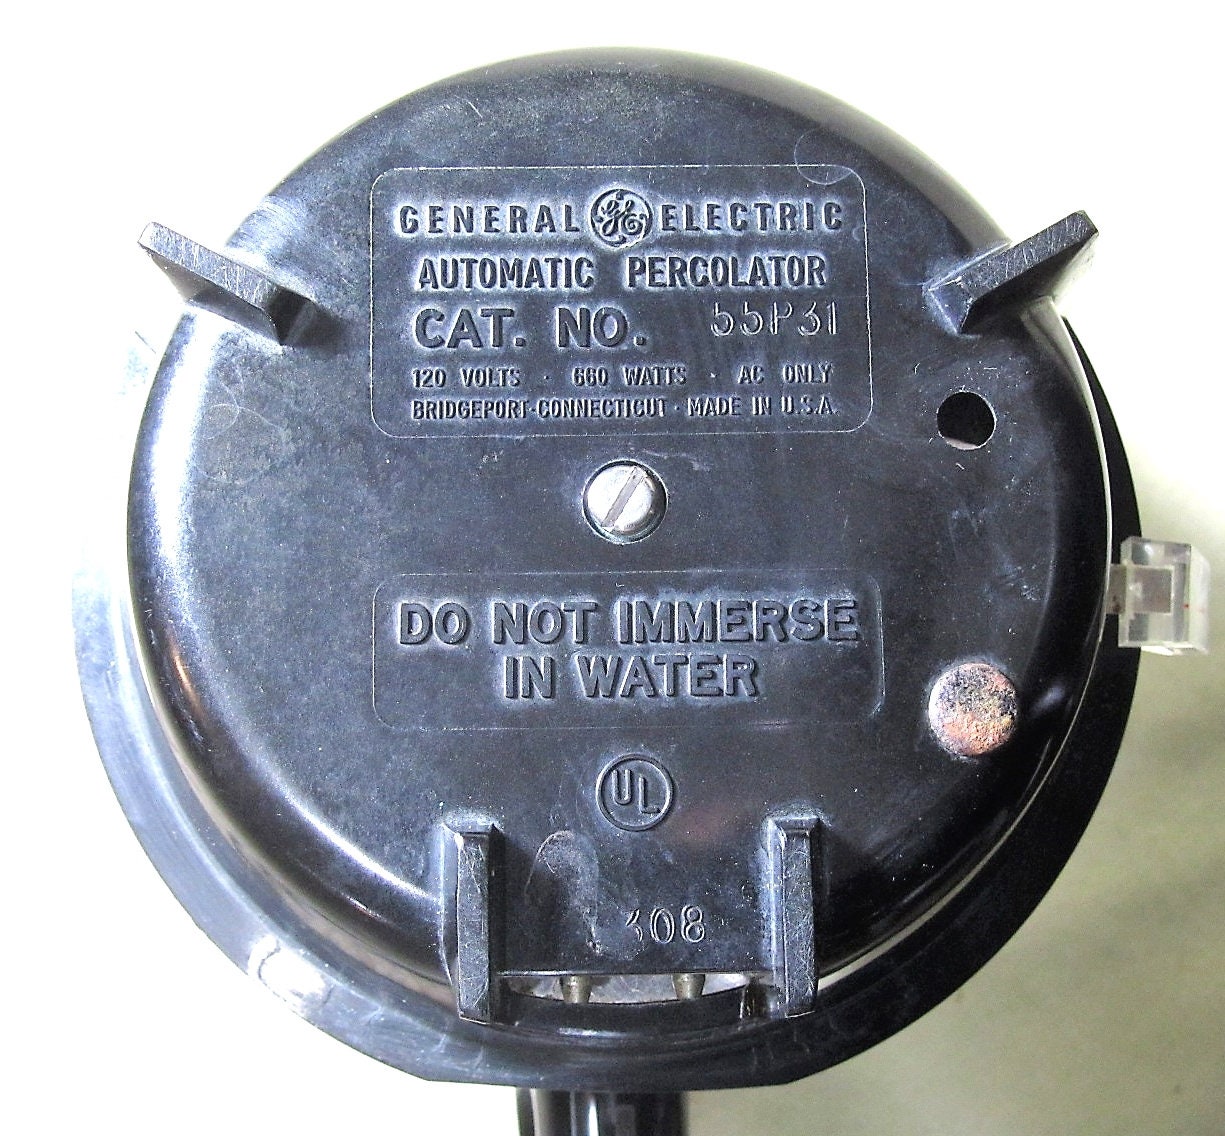 GENERAL GE ELECTRIC
AUTOMATIC PERCOLATOR
CAT. NO. 55P31
120 VOLTS · 660 WATTS · AC ONLY
BRIDGEPORT·CONNECTICUT · MADE IN U.S.A.
DO NOT IMMERSE
IN WATER
UL
308